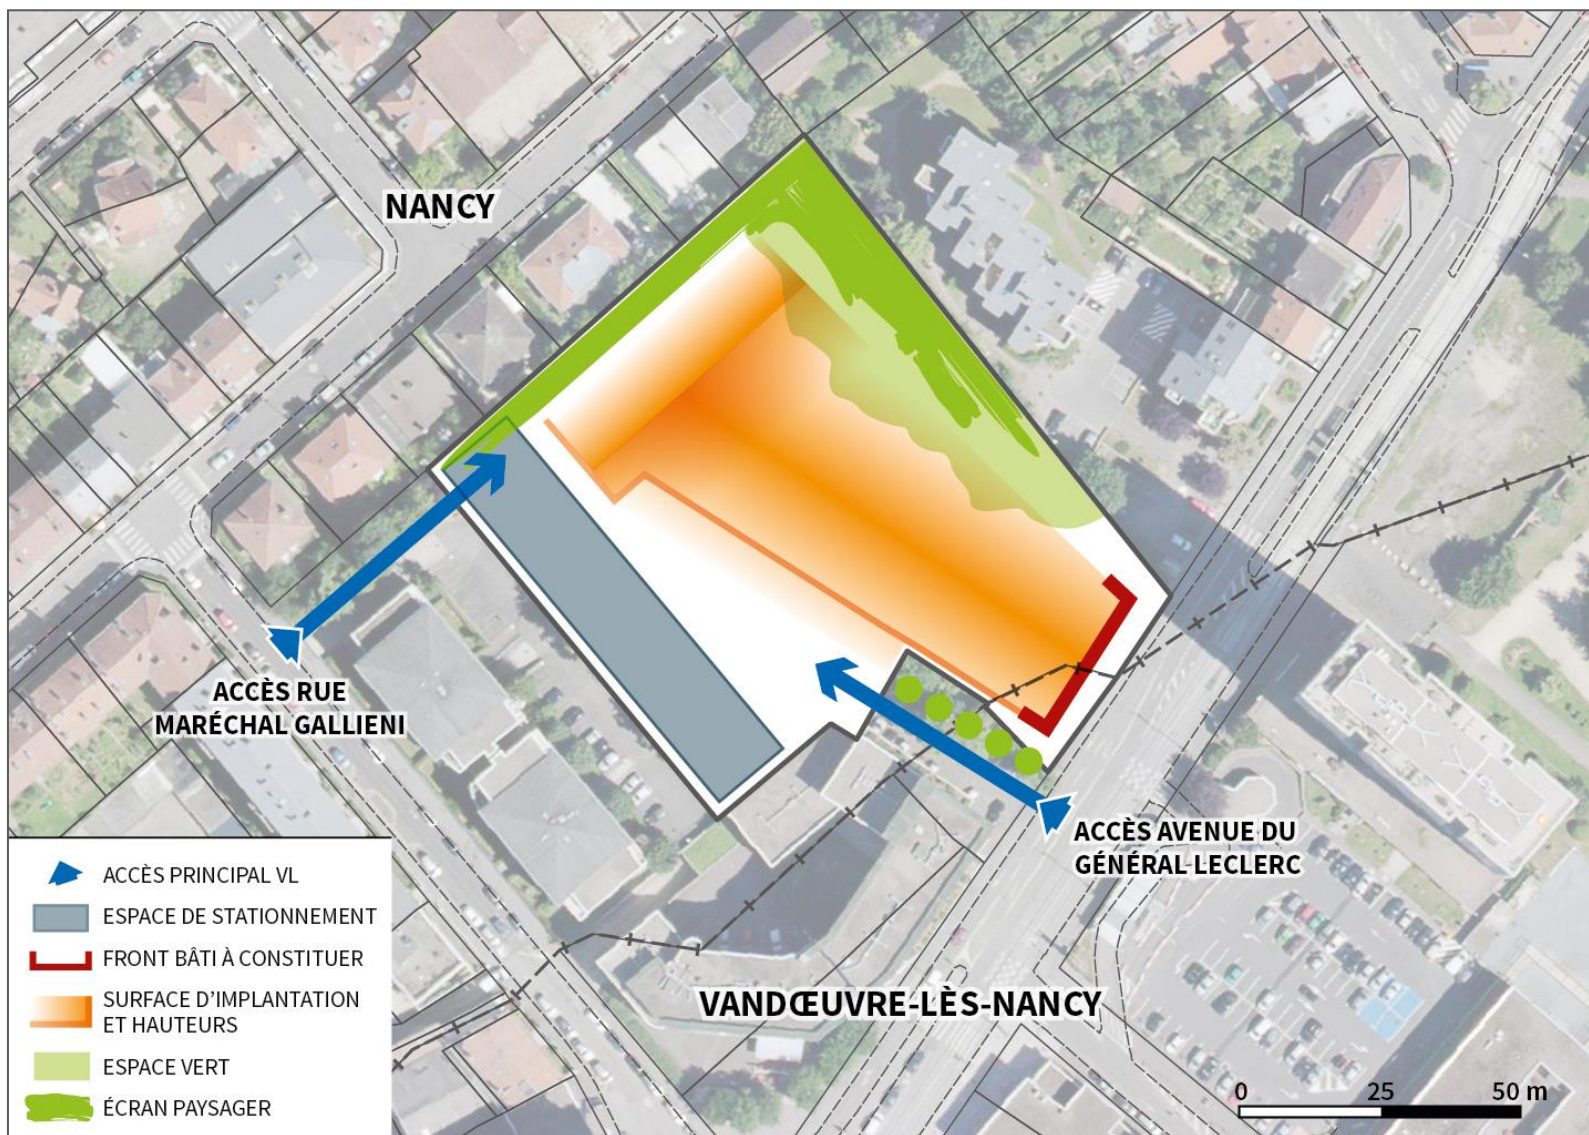 NANCY
ACCÈS RUE
MARÉCHAL GALLIENI
ACCÈS AVENUE DU
GÉNÉRAL LECLERC
VANDŒUVRE-LÈS-NANCY
ACCÈS PRINCIPAL VL
ESPACE DE STATIONNEMENT
FRONT BÂTI À CONSTITUER
SURFACE D'IMPLANTATION
ET HAUTEURS
ESPACE VERT
ÉCRAN PAYSAGER
0 25 50 m